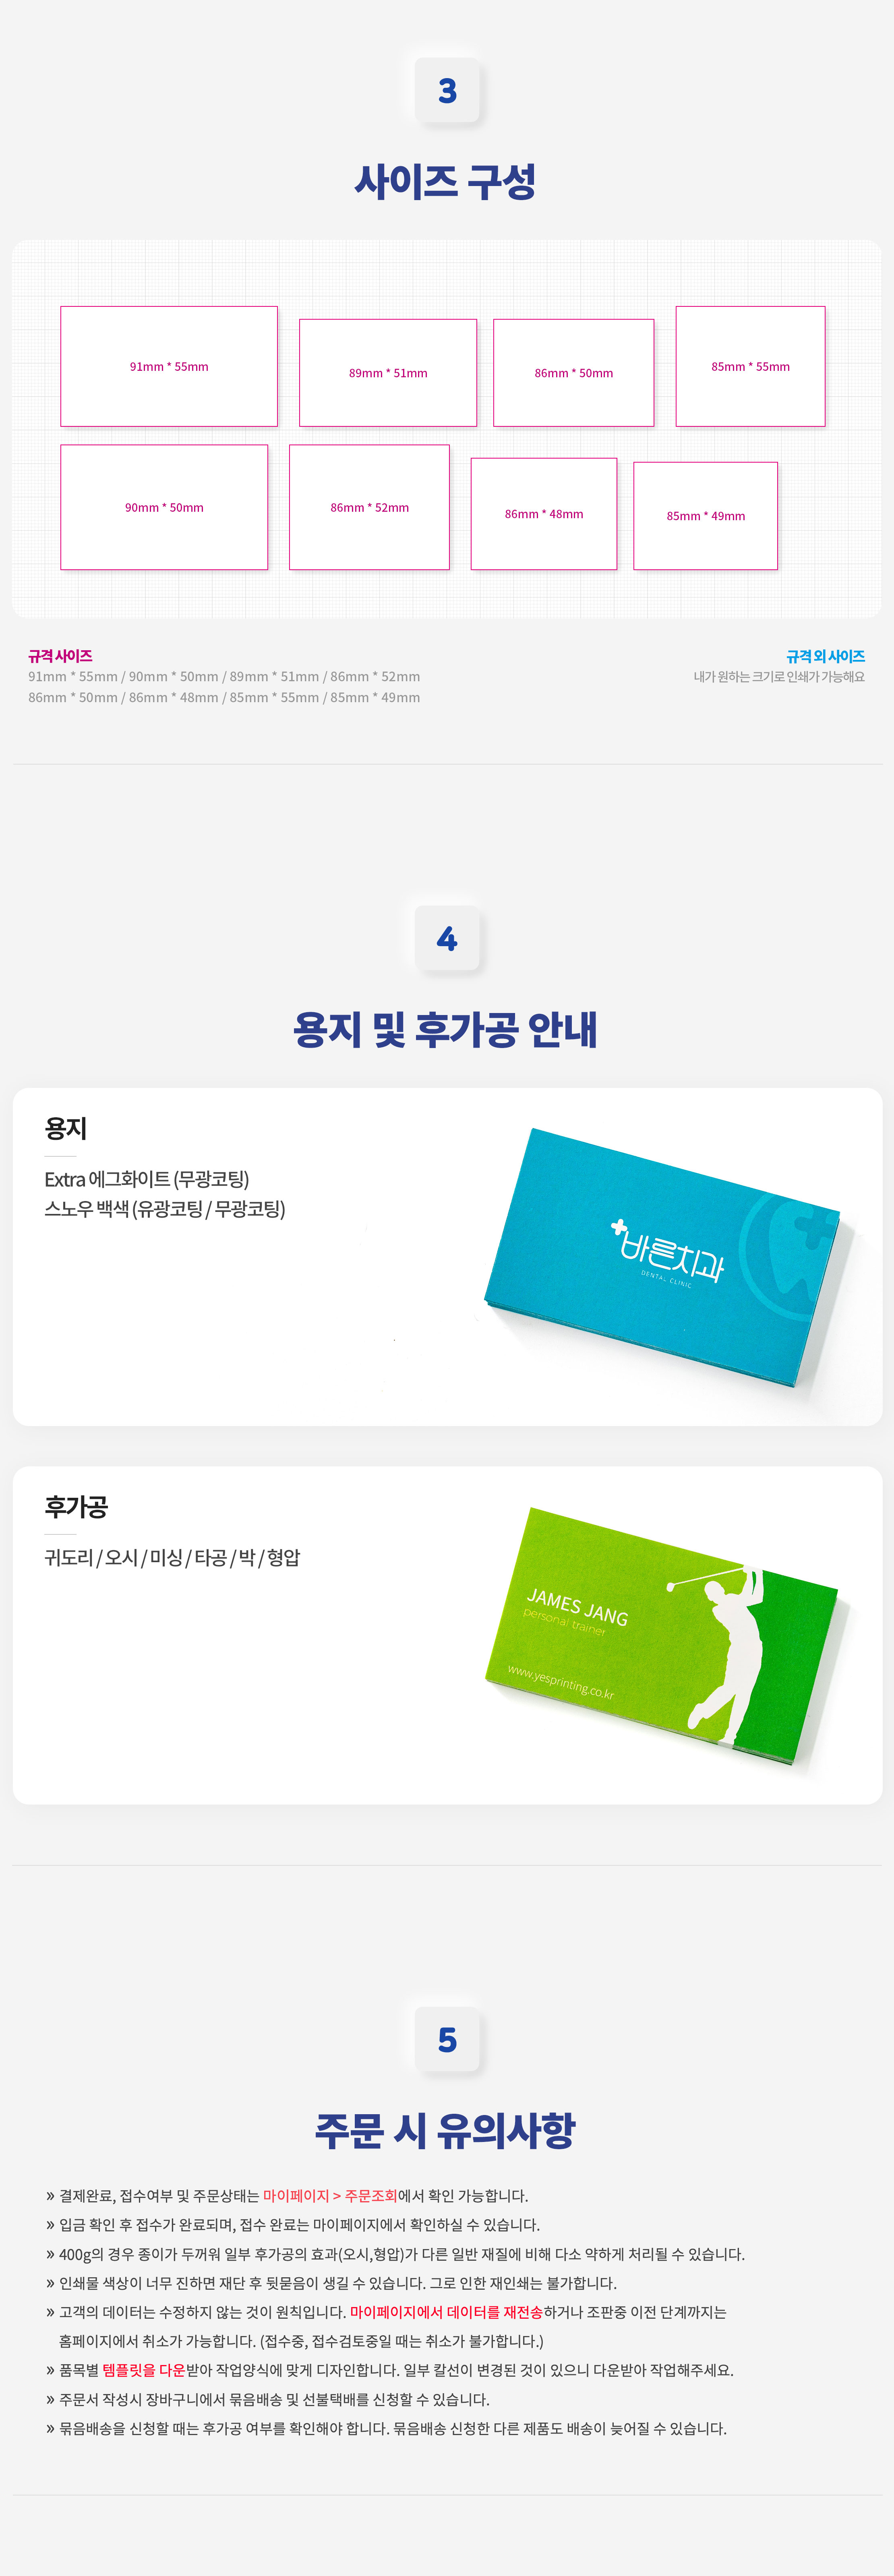 3
사이즈 구성
91mm * 55mm
89mm * 51mm
86mm * 50mm
85mm * 55mm
90mm * 50mm
86mm * 52mm
86mm * 48mm
85mm * 49mm
규격 사이즈
91mm * 55mm / 90mm * 50mm / 89mm * 51mm / 86mm * 52mm
86mm * 50mm / 86mm * 48mm / 85mm * 55mm / 85mm * 49mm
규격 외 사이즈
내가 원하는 크기로 인쇄가 가능해요
4
용지 및 후가공 안내
용지
Extra 에그화이트 (무광코팅)
스노우 백색 (유광코팅 / 무광코팅)
바른치과
DENTAL CLINIC
후가공
귀도리 / 오시 / 미싱 / 타공 / 박 / 형압
JAMES JANG
personal trainer
www.yesprinting.co.kr
5
주문 시 유의사항
» 결제완료, 접수여부 및 주문상태는 마이페이지 > 주문조회에서 확인 가능합니다.
» 입금 확인 후 접수가 완료되며, 접수 완료는 마이페이지에서 확인하실 수 있습니다.
» 400g의 경우 종이가 두꺼워 일부 후가공의 효과(오시,형압)가 다른 일반 재질에 비해 다소 약하게 처리될 수 있습니다.
» 인쇄물 색상이 너무 진하면 재단 후 뒷묻음이 생길 수 있습니다. 그로 인한 재인쇄는 불가합니다.
» 고객의 데이터는 수정하지 않는 것이 원칙입니다. 마이페이지에서 데이터를 재전송하거나 조판중 이전 단계까지는
홈페이지에서 취소가 가능합니다. (접수중, 접수검토중일 때는 취소가 불가합니다.)
» 품목별 템플릿을 다운받아 작업양식에 맞게 디자인합니다. 일부 칼선이 변경된 것이 있으니 다운받아 작업해주세요.
» 주문서 작성시 장바구니에서 묶음배송 및 선불택배를 신청할 수 있습니다.
» 묶음배송을 신청할 때는 후가공 여부를 확인해야 합니다. 묶음배송 신청한 다른 제품도 배송이 늦어질 수 있습니다.